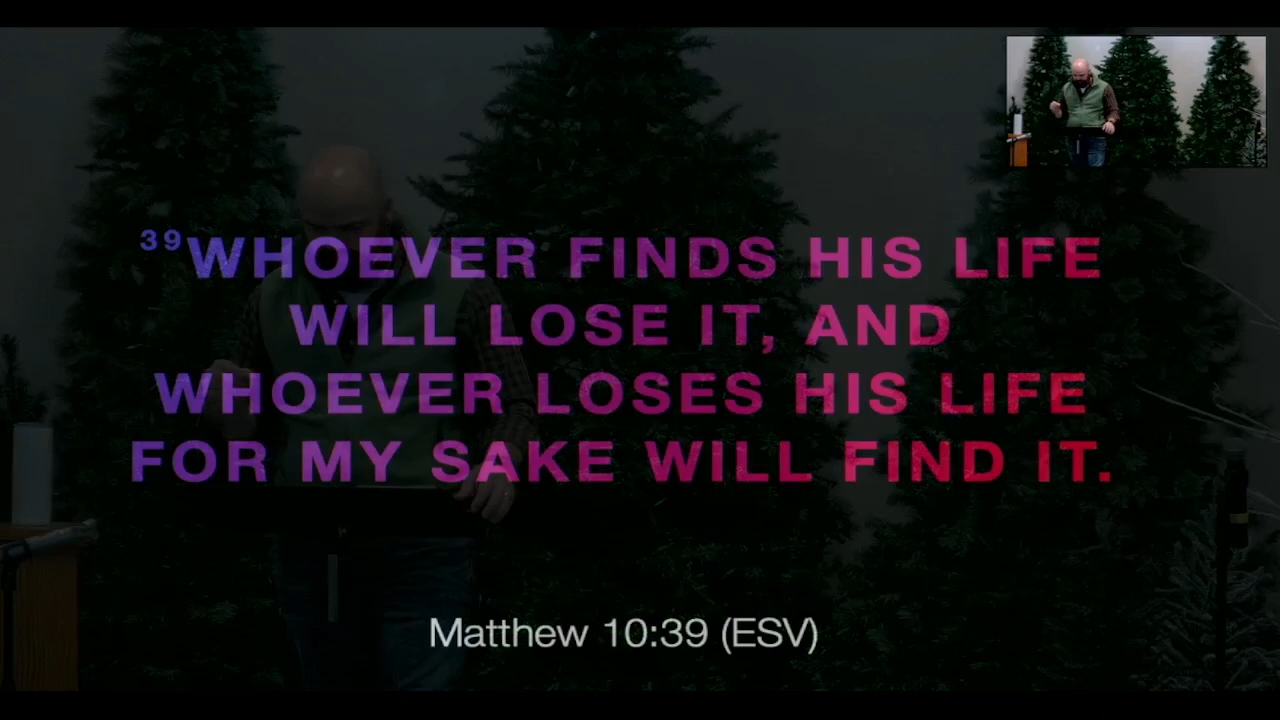 39WHOEVER FINDS HIS LIFE
WILL LOSE IT, AND
WHOEVER LOSES HIS LIFE
FOR MY SAKE WILL FIND IT.
Matthew 10:39 (ESV)